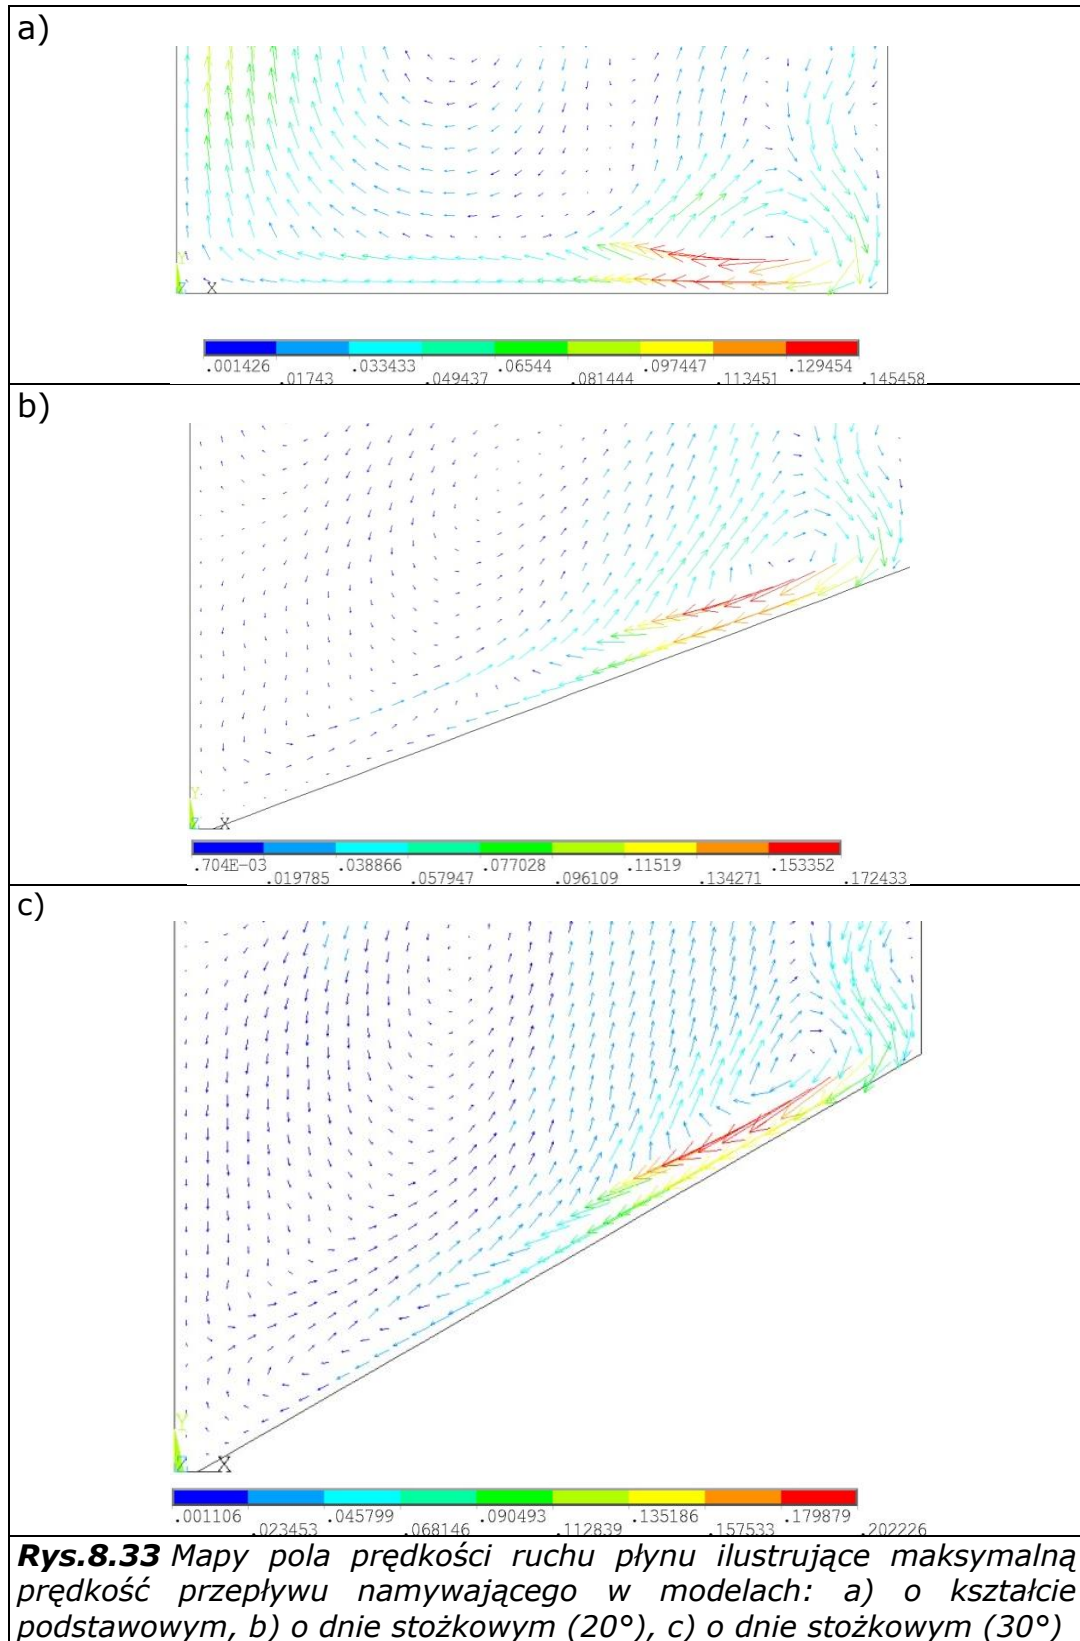 a)
Y
Z X
.001426 .033433 .06544 .097447 .129454
.01743 .049437 .081444 .113451 .145458
b)
Y
Z X
.704E-03 .038866 .077028 .11519 .153352
.019785 .057947 .096109 .134271 .172433
c)
Y
Z X
.001106 .045799 .090493 .135186 .179879
.023453 .068146 .112839 .157533 .202226
Rys.8.33 Mapy pola prędkości ruchu płynu ilustrujące maksymalną
prędkość przepływu namywającego w modelach: a) o kształcie
podstawowym, b) o dnie stożkowym (20°), c) o dnie stożkowym (30°)